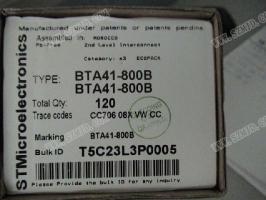 Manufactured under patents or patents pending
Assembled in: MOROCCO
Pb-free 2nd Level Interconnect
Category: e3 ECOPACK
STMicroelectronics
TYPE: BTA41-800B
BTA41-800B
Total Qty: 120
Trace codes CC706 08X VW CC
Marking BTA41-800B
Bulk ID T5C23L3P0005
Please provide the bulk ID for any inquiry